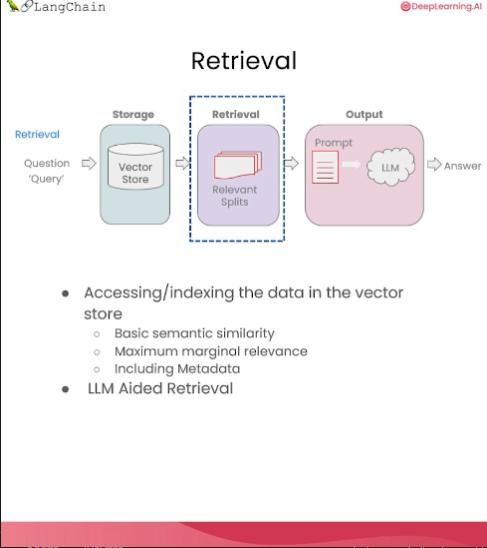 LangChain
DeepLearning.AI
Retrieval
Storage
Retrieval
Output
Retrieval
Question
'Query'
Vector
Store
Relevant
Splits
Prompt
LLM
Answer
● Accessing/indexing the data in the vector
store
○ Basic semantic similarity
○ Maximum marginal relevance
○ Including Metadata
● LLM Aided Retrieval